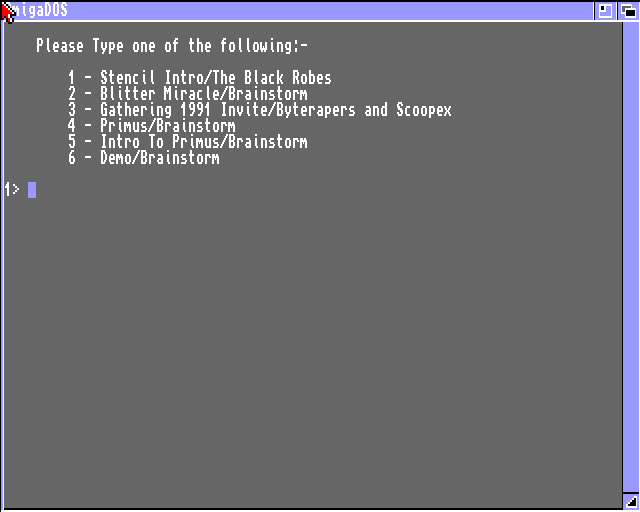 migaDOS
Please Type one of the following:-
1 - Stencil Intro/The Black Robes
2 - Blitter Miracle/Brainstorm
3 - Gathering 1991 Invite/Byterapers and Scoopex
4 - Primus/Brainstorm
5 - Intro To Primus/Brainstorm
6 - Demo/Brainstorm
1>